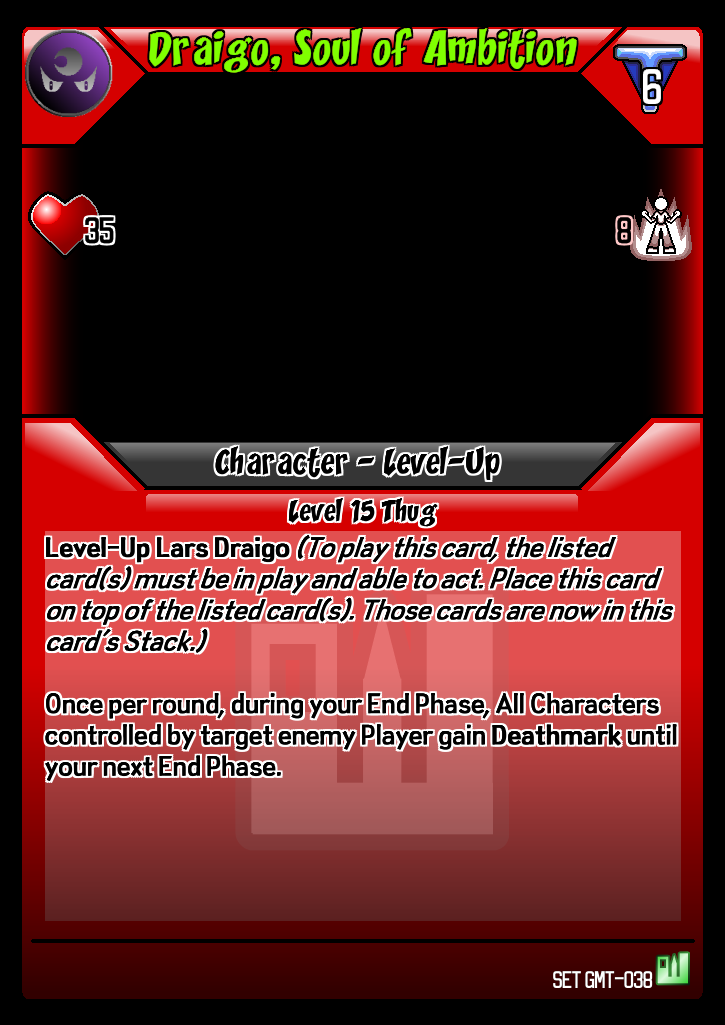 Draigo, Soul of Ambition
6
35
8
Character - Level-Up
Level 15 Thug
Level-Up Lars Draigo (To play this card, the listed
card(s) must be in play and able to act. Place this card
on top of the listed card(s). Those cards are now in this
card's Stack.)
Once per round, during your End Phase, All Characters
controlled by target enemy Player gain Deathmark until
your next End Phase.
SET GMT-038